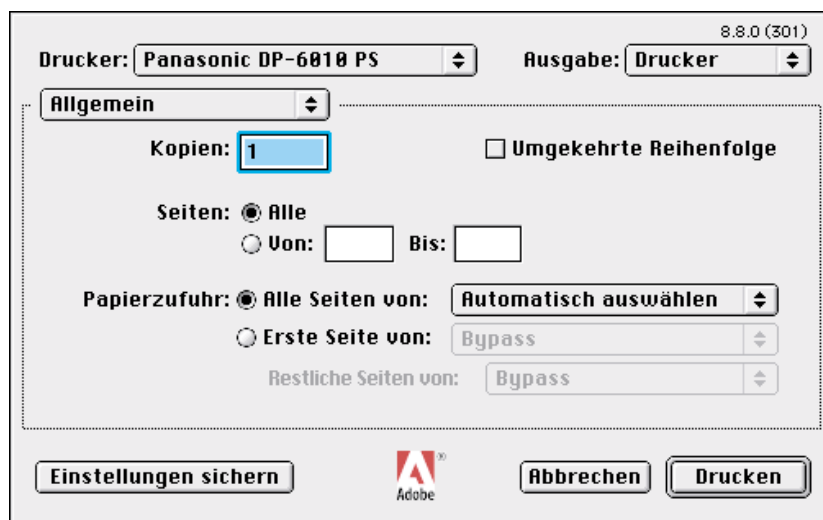 8.8.0 (301)
Drucker: Panasonic DP-6010 PS Ausgabe: Drucker
Allgemein
Kopien: 1 Umgekehrte Reihenfolge
Seiten: Alle
Von: Bis:
Papierzufuhr: Alle Seiten von: Automatisch auswählen
Erste Seite von: Bypass
Restliche Seiten von: Bypass
Einstellungen sichern Adobe® Abbrechen Drucken